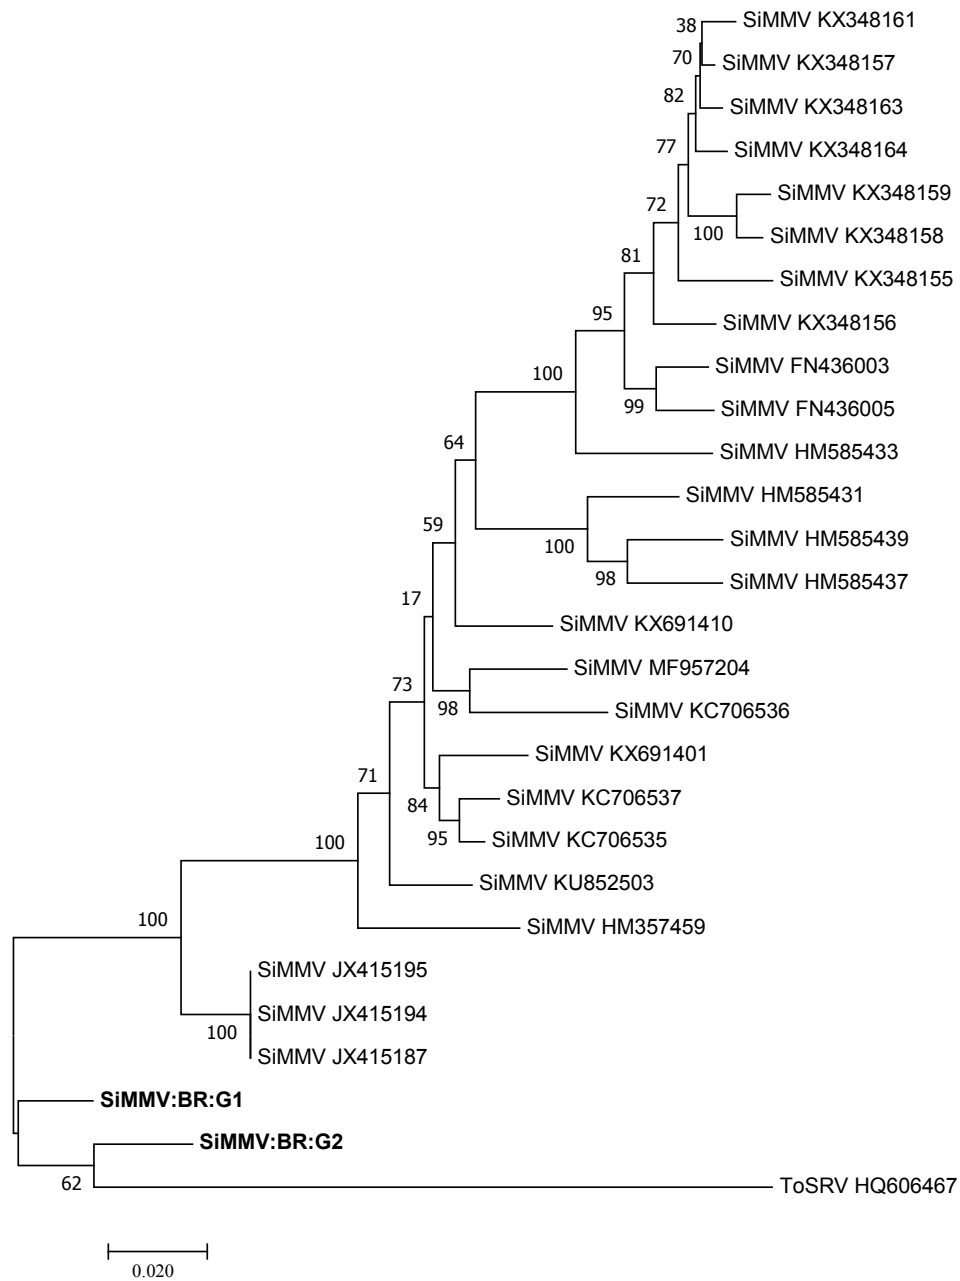 38
SiMMV KX348161
70
SiMMV KX348157
82
SiMMV KX348163
77
SiMMV KX348164
72
SiMMV KX348159
100
SiMMV KX348158
81
SiMMV KX348155
95
SiMMV KX348156
100
SiMMV FN436003
99
SiMMV FN436005
64
SiMMV HM585433
59
SiMMV HM585431
100
SiMMV HM585439
98
SiMMV HM585437
17
SiMMV KX691410
73
SiMMV MF957204
98
SiMMV KC706536
71
SiMMV KX691401
84
SiMMV KC706537
95
SiMMV KC706535
100
SiMMV KU852503
100
SiMMV HM357459
SiMMV JX415195
100
SiMMV JX415194
SiMMV JX415187
SiMMV:BR:G1
SiMMV:BR:G2
62
ToSRV HQ606467
0.020